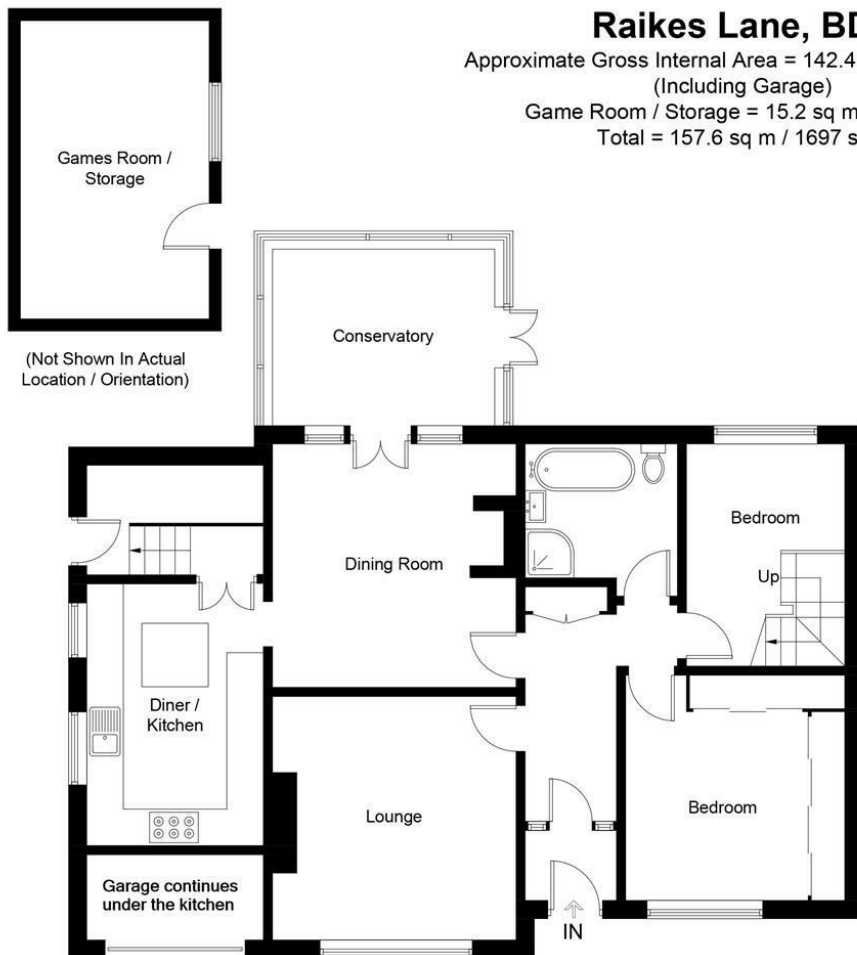 Raikes Lane, BD
Approximate Gross Internal Area = 142.4
(Including Garage)
Game Room / Storage = 15.2 sq m
Total = 157.6 sq m / 1697 s
Games Room /
Storage
(Not Shown In Actual
Location / Orientation)
Conservatory
Bedroom
Dining Room
Up
Diner /
Kitchen
Lounge
Bedroom
Garage continues
under the kitchen
IN